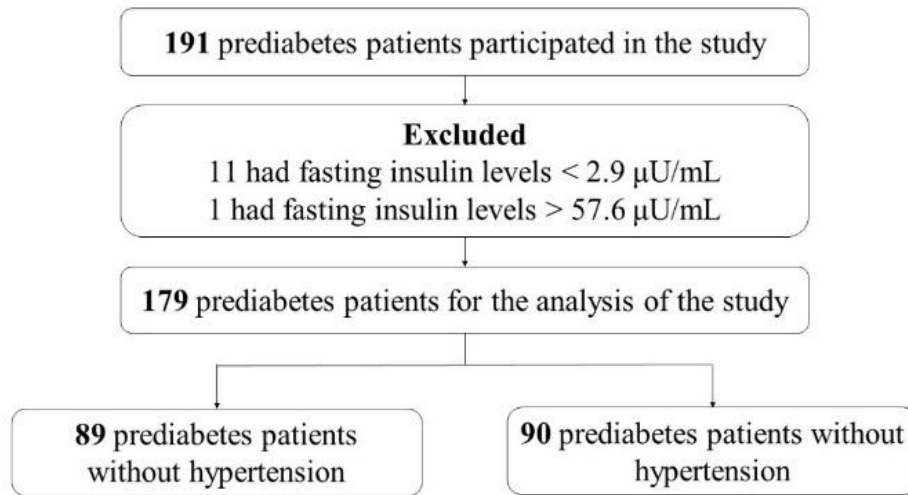 191 prediabetes patients participated in the study
Excluded
11 had fasting insulin levels < 2.9 μU/mL
1 had fasting insulin levels > 57.6 μU/mL
179 prediabetes patients for the analysis of the study
89 prediabetes patients
without hypertension
90 prediabetes patients without
hypertension